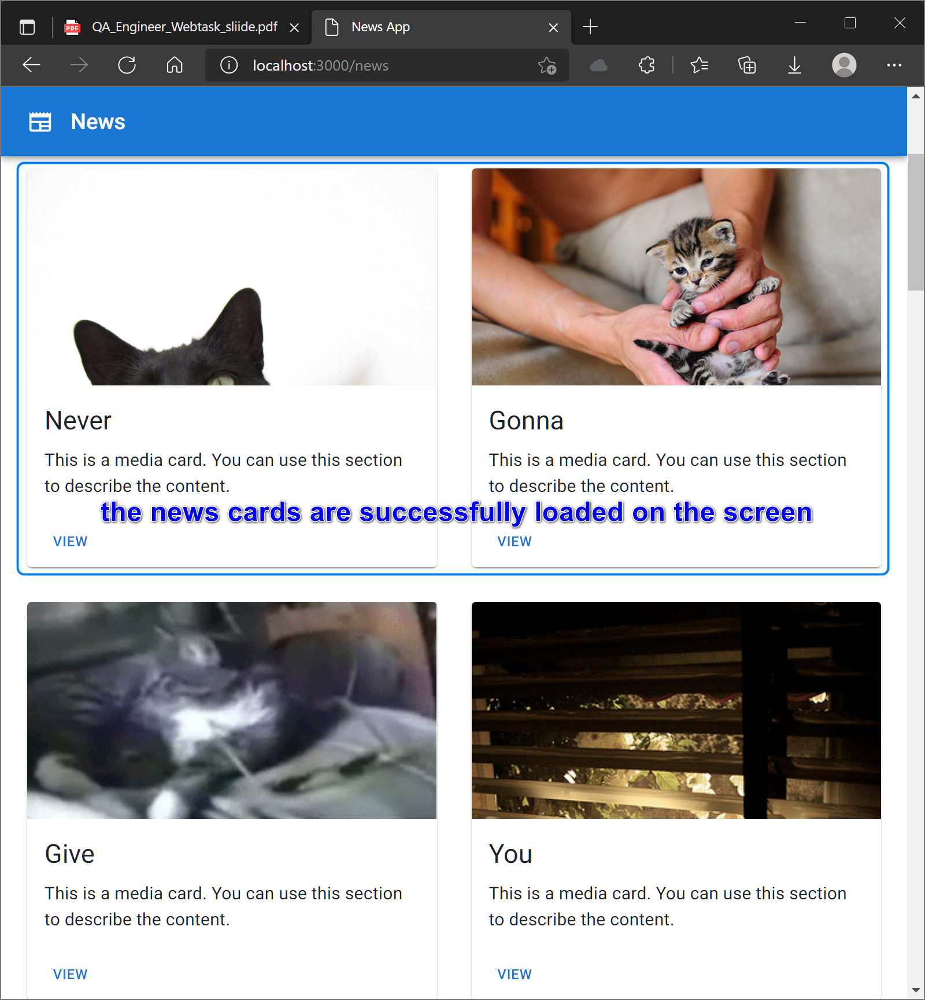 QA_Engineer_Webtask_sliide.pdf
News App
localhost:3000/news
News
Never
This is a media card. You can use this section
to describe the content.
VIEW
Gonna
This is a media card. You can use this section
to describe the content.
VIEW
the news cards are successfully loaded on the screen
Give
This is a media card. You can use this section
to describe the content.
VIEW
You
This is a media card. You can use this section
to describe the content.
VIEW